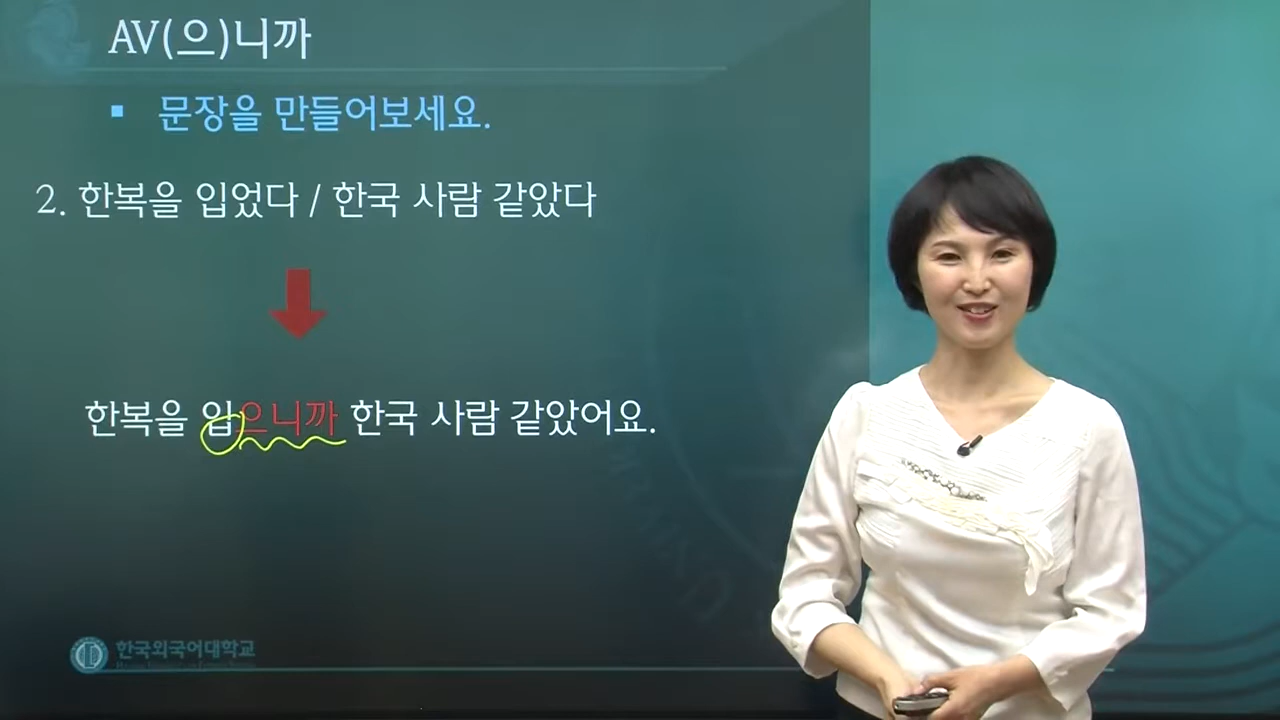 AV(으)니까
▪ 문장을 만들어보세요.
2. 한복을 입었다 / 한국 사람 같았다
한복을 입으니까 한국 사람 같았어요.
한국외국어대학교